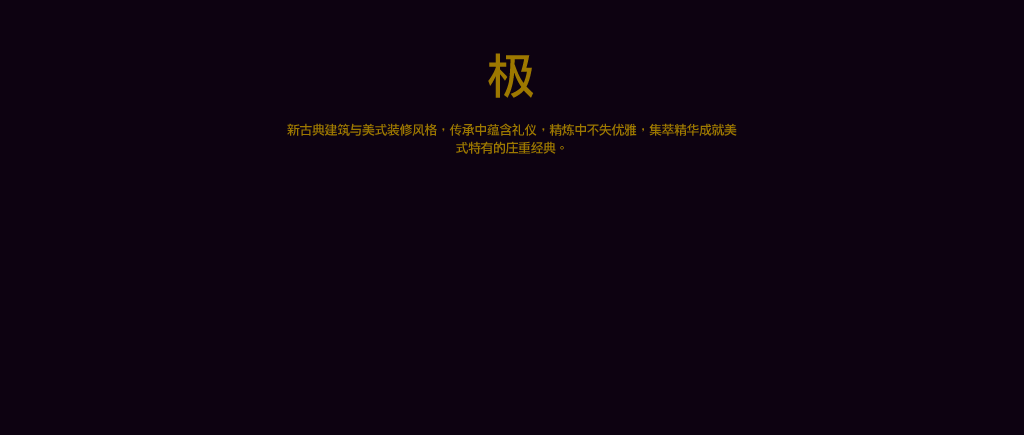 极
新古典建筑与美式装修风格，传承中蕴含礼仪，精炼中不失优雅，集萃精华成就美
式特有的庄重经典。